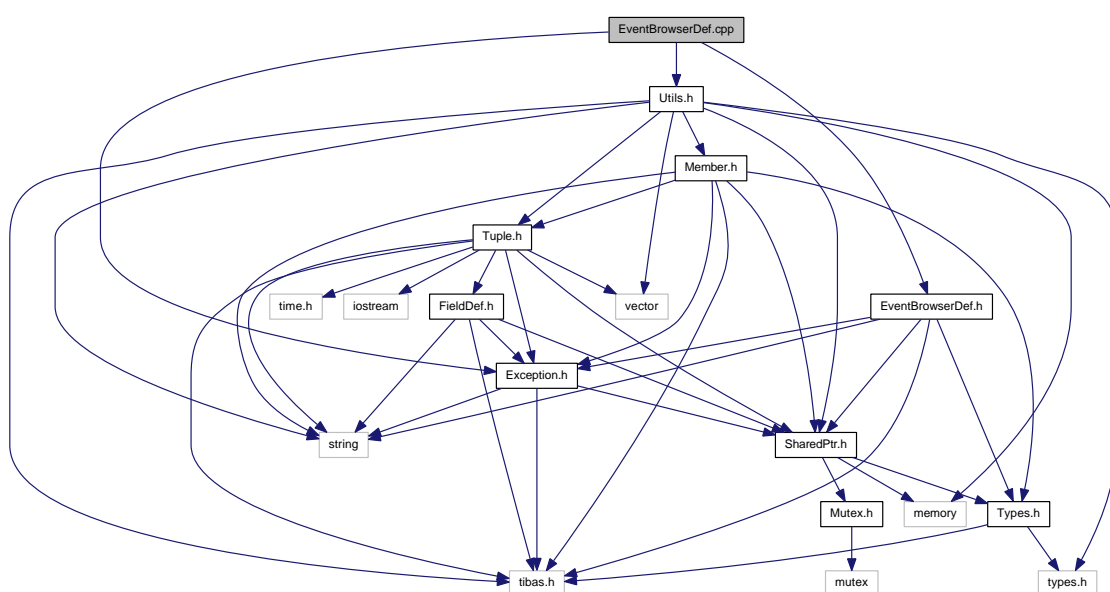 EventBrowserDef.cpp
Utils.h
Member.h
Tuple.h
time.h
iostream
FieldDef.h
vector
EventBrowserDef.h
Exception.h
string
SharedPtr.h
Mutex.h
memory
Types.h
tibas.h
mutex
types.h